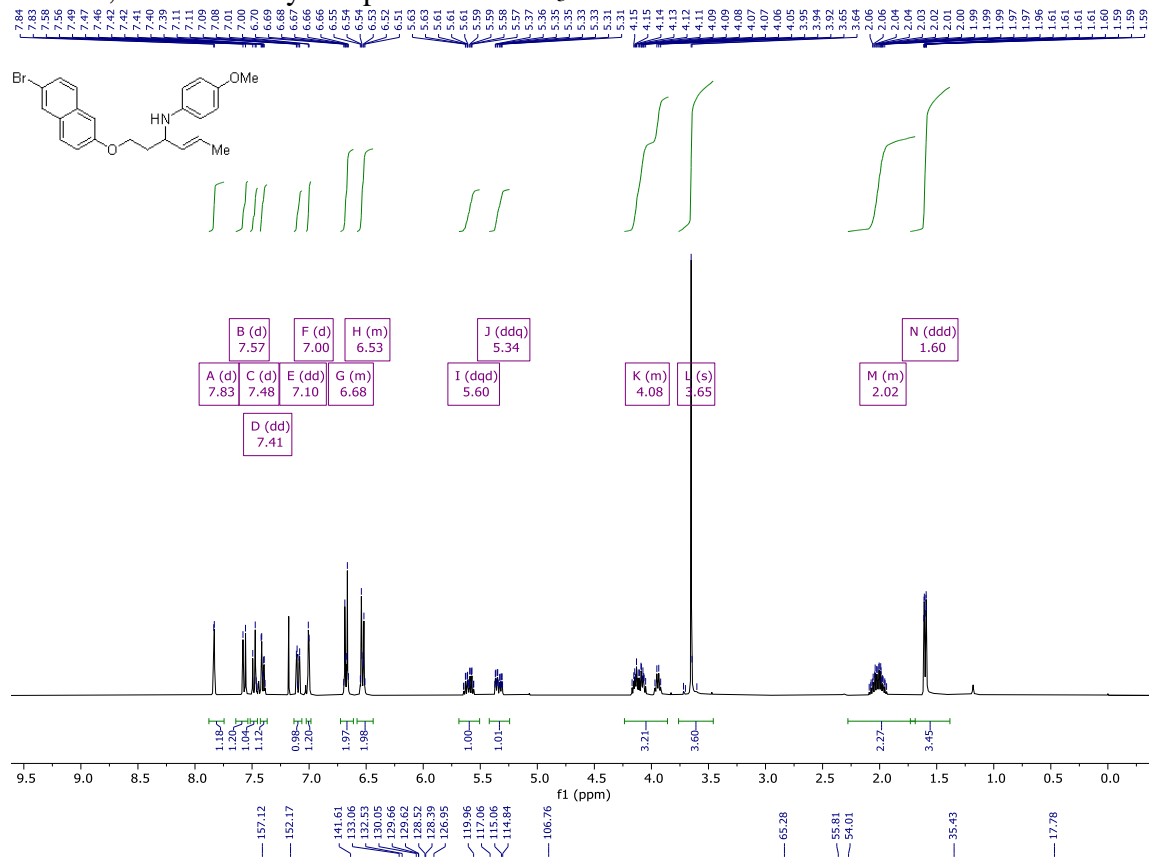 7.84 7.83 7.58 7.56 7.49 7.47 7.46 7.42 7.42 7.41 7.40 7.39 7.11 7.11 7.09 7.08 7.01 7.00 6.70 6.69 6.68 6.67 6.66 6.66 6.55 6.54 6.54 6.53 6.52 6.51 5.63 5.63 5.61 5.61 5.61 5.59 5.59 5.58 5.57 5.37 5.36 5.35 5.35 5.33 5.33 5.31 5.31 4.15 4.15 4.14 4.13 4.12 4.11 4.09 4.09 4.08 4.07 4.07 4.06 4.05 3.95 3.94 3.92 3.65 3.64 2.06 2.06 2.04 2.04 2.03 2.02 2.01 2.00 1.99 1.99 1.99 1.97 1.97 1.96 1.61 1.61 1.61 1.61 1.60 1.59 1.59 1.59
Br
OMe
HN
O
Me
B (d)
7.57
F (d)
7.00
H (m)
6.53
J (ddq)
5.34
N (ddd)
1.60
A (d)
7.83
C (d)
7.48
E (dd)
7.10
G (m)
6.68
I (dqd)
5.60
K (m)
4.08
L (s)
3.65
M (m)
2.02
D (dd)
7.41
1.18 1.20 1.04 1.12 0.98 1.20 1.97 1.98 1.00 1.01 3.21 3.60 2.27 3.45
9.5 9.0 8.5 8.0 7.5 7.0 6.5 6.0 5.5 5.0 4.5 4.0 3.5 3.0 2.5 2.0 1.5 1.0 0.5 0.0
f1 (ppm)
157.12 152.17 141.61 133.06 132.53 130.05 129.66 129.62 128.52 128.39 126.95 119.96 117.06 115.06 114.84 106.76 65.28 55.81 54.01 35.43 17.78